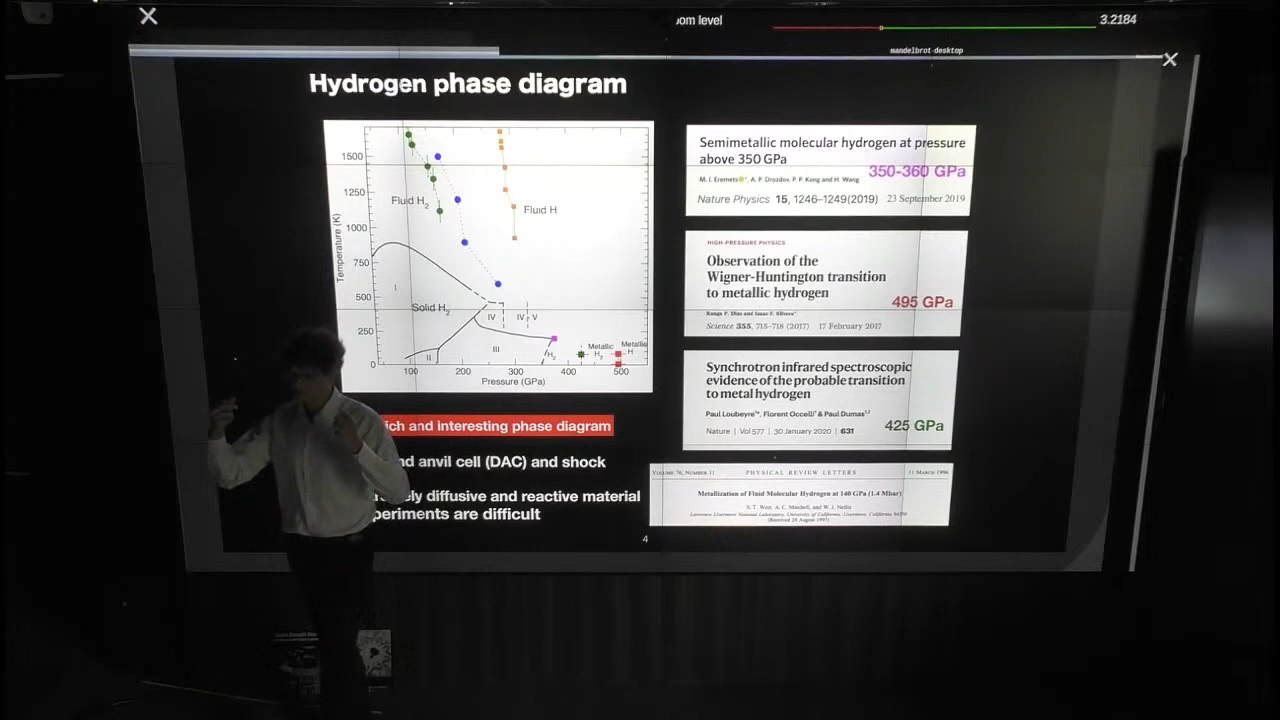 om level
3.2184
mandelbrot-desktop
Hydrogen phase diagram
1500
1250
1000
750
500
250
0
100
200
300
400
500
Temperature (K)
Pressure (GPa)
Fluid H2
Fluid H
Solid H2
I
II
III
IV
V
H2
Metallic
H2
Metallic
H
ich and interesting phase diagram
nd anvil cell (DAC) and shock
ely diffusive and reactive material
periments are difficult
Semimetallic molecular hydrogen at pressure
above 350 GPa
350-360 GPa
M. I. Eremets, A. P. Drozdov, P. P. Kong and H. Wang
Nature Physics 15, 1246–1249(2019) 23 September 2019
HIGH-PRESSURE PHYSICS
Observation of the
Wigner-Huntington transition
to metallic hydrogen
495 GPa
Ranga P. Dias and Isaac F. Silvera*
Science 355, 715–718 (2017) 17 February 2017
Synchrotron infrared spectroscopic
evidence of the probable transition
to metal hydrogen
Paul Loubeyre, Florent Occelli & Paul Dumas
Nature | Vol 577 | 30 January 2020 | 631
425 GPa
VOLUME 76, NUMBER 11 PHYSICAL REVIEW LETTERS 11 MARCH 1996
Metallization of Fluid Molecular Hydrogen at 140 GPa (1.4 Mbar)
S. T. Weir, A. C. Mitchell, and W. J. Nellis
Lawrence Livermore National Laboratory, University of California, Livermore, California 94550
(Received 28 August 1995)
4